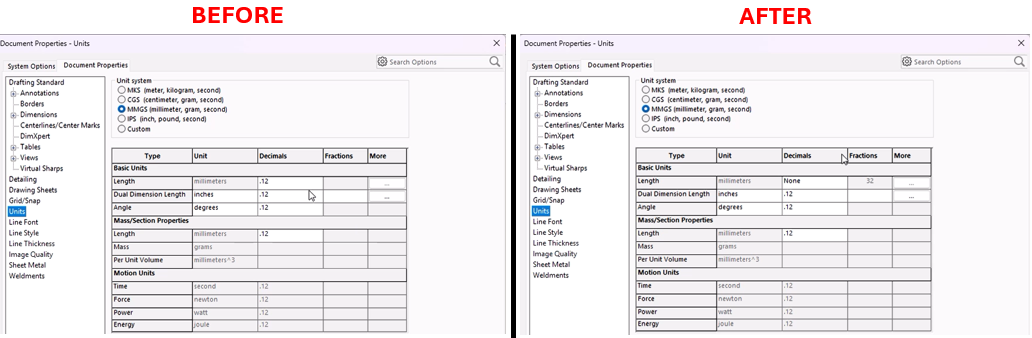 BEFORE
Document Properties - Units
System Options Document Properties
Search Options
Drafting Standard
Annotations
Borders
Dimensions
Centerlines/Center Marks
DimXpert
Tables
Views
Virtual Sharps
Detailing
Drawing Sheets
Grid/Snap
Units
Line Font
Line Style
Line Thickness
Image Quality
Sheet Metal
Weldments
Unit system
MKS (meter, kilogram, second)
CGS (centimeter, gram, second)
MMGS (millimeter, gram, second)
IPS (inch, pound, second)
Custom
Type Unit Decimals Fractions More
Basic Units
Length millimeters .12 ...
Dual Dimension Length inches .12 ...
Angle degrees .12
Mass/Section Properties
Length millimeters .12
Mass grams
Per Unit Volume millimeters^3
Motion Units
Time second .12
Force newton .12
Power watt .12
Energy joule .12
AFTER
Document Properties - Units
System Options Document Properties
Search Options
Drafting Standard
Annotations
Borders
Dimensions
Centerlines/Center Marks
DimXpert
Tables
Views
Virtual Sharps
Detailing
Drawing Sheets
Grid/Snap
Units
Line Font
Line Style
Line Thickness
Image Quality
Sheet Metal
Weldments
Unit system
MKS (meter, kilogram, second)
CGS (centimeter, gram, second)
MMGS (millimeter, gram, second)
IPS (inch, pound, second)
Custom
Type Unit Decimals Fractions More
Basic Units
Length millimeters None 32 ...
Dual Dimension Length inches .12 ...
Angle degrees .12
Mass/Section Properties
Length millimeters .12
Mass grams
Per Unit Volume millimeters^3
Motion Units
Time second .12
Force newton .12
Power watt .12
Energy joule .12